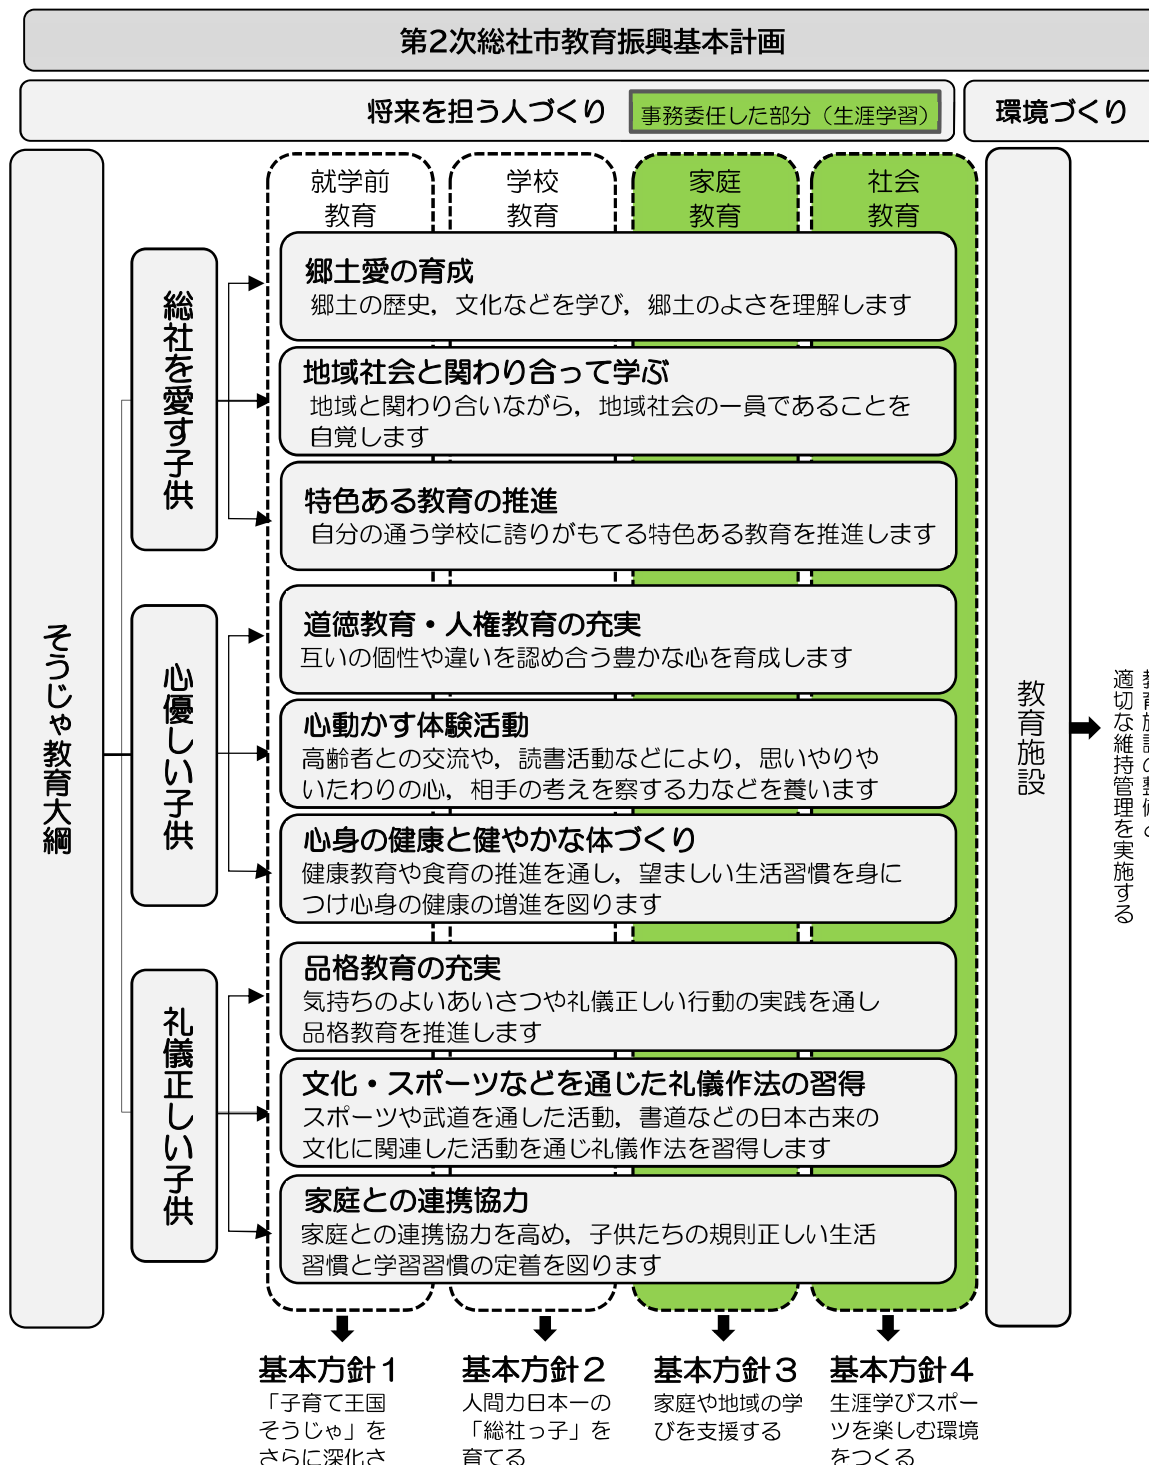 第2次総社市教育振興基本計画
将来を担う人づくり
事務委任した部分（生涯学習）
環境づくり
そうじゃ教育大綱
就学前
教育
学校
教育
家庭
教育
社会
教育
総社を愛す子供
郷土愛の育成
郷土の歴史，文化などを学び，郷土のよさを理解します
地域社会と関わり合って学ぶ
地域と関わり合いながら，地域社会の一員であることを
自覚します
特色ある教育の推進
自分の通う学校に誇りがもてる特色ある教育を推進します
心優しい子供
道徳教育・人権教育の充実
互いの個性や違いを認め合う豊かな心を育成します
心動かす体験活動
高齢者との交流や，読書活動などにより，思いやりや
いたわりの心，相手の考えを察する力などを養います
心身の健康と健やかな体づくり
健康教育や食育の推進を通し，望ましい生活習慣を身に
つけ心身の健康の増進を図ります
礼儀正しい子供
品格教育の充実
気持ちのよいあいさつや礼儀正しい行動の実践を通し
品格教育を推進します
文化・スポーツなどを通じた礼儀作法の習得
スポーツや武道を通した活動，書道などの日本古来の
文化に関連した活動を通じ礼儀作法を習得します
家庭との連携協力
家庭との連携協力を高め，子供たちの規則正しい生活
習慣と学習習慣の定着を図ります
教育施設
適切な維持管理を実施する
基本方針1
「子育て王国
そうじゃ」を
さらに深化さ
基本方針2
人間力日本一の
「総社っ子」を
育てる
基本方針3
家庭や地域の学
びを支援する
基本方針4
生涯学びスポー
ツを楽しむ環境
をつくる